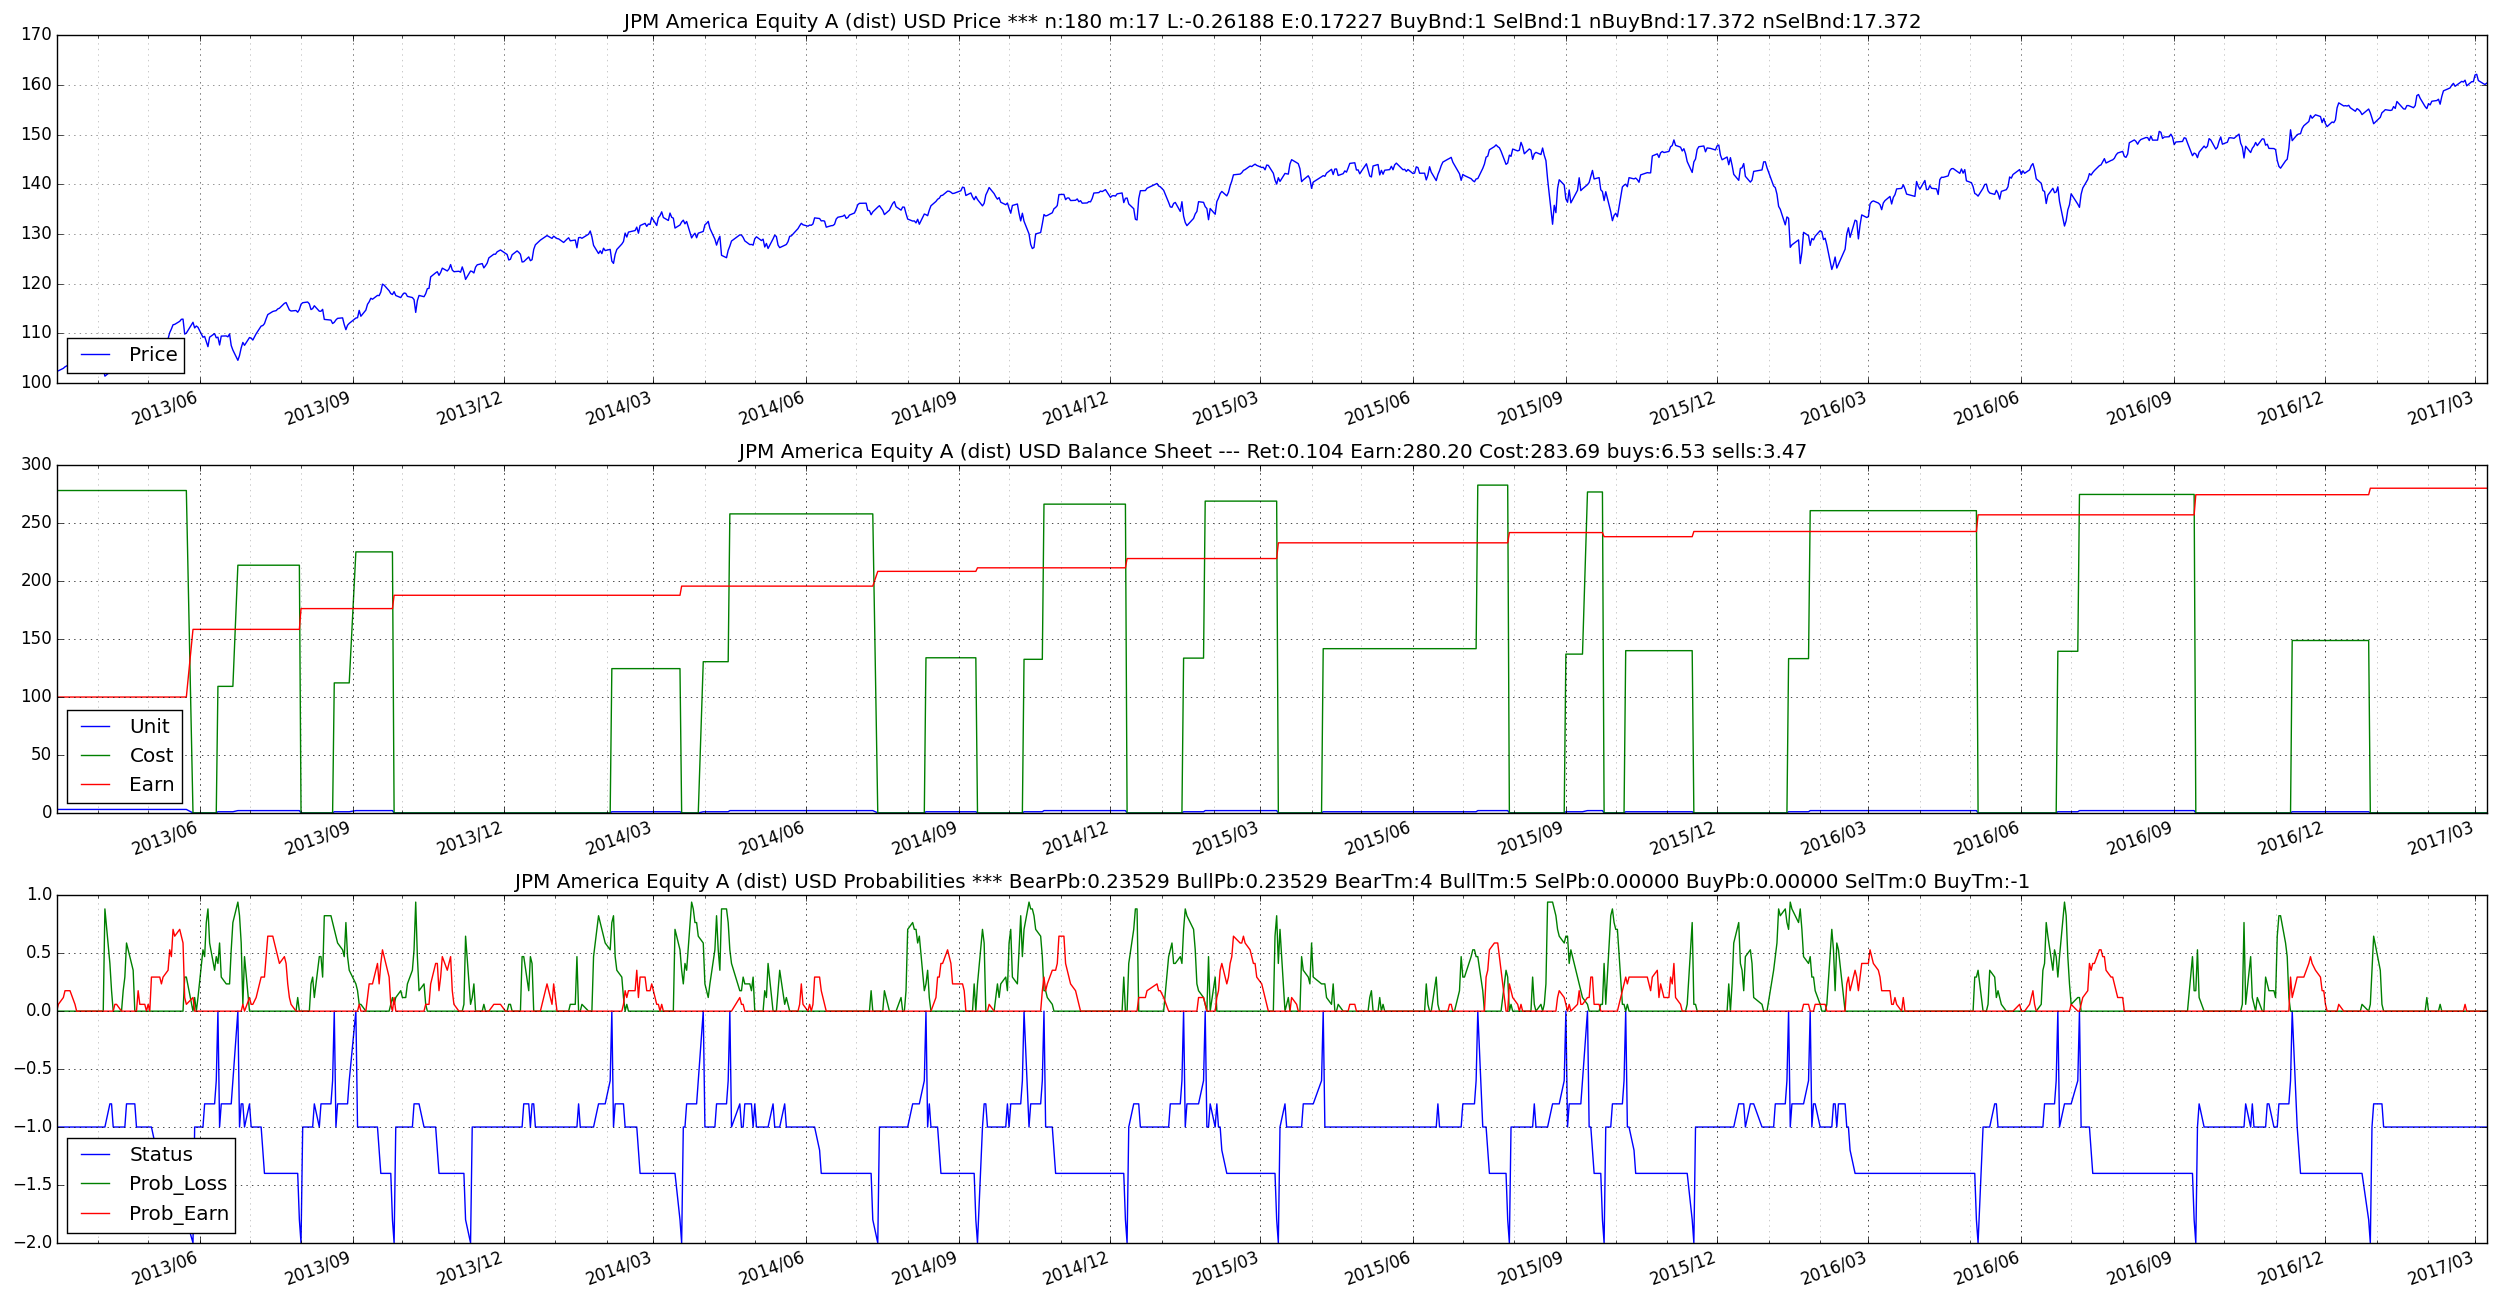 JPM America Equity A (dist) USD Price *** n:180 m:17 L:-0.26188 E:0.17227 BuyBnd:1 SelBnd:1 nBuyBnd:17.372 nSelBnd:17.372
170
160
150
140
130
120
110
100
Price
2013/06 2013/09 2013/12 2014/03 2014/06 2014/09 2014/12 2015/03 2015/06 2015/09 2015/12 2016/03 2016/06 2016/09 2016/12 2017/03
JPM America Equity A (dist) USD Balance Sheet --- Ret:0.104 Earn:280.20 Cost:283.69 buys:6.53 sells:3.47
300
250
200
150
100
50
0
Unit
Cost
Earn
2013/06 2013/09 2013/12 2014/03 2014/06 2014/09 2014/12 2015/03 2015/06 2015/09 2015/12 2016/03 2016/06 2016/09 2016/12 2017/03
JPM America Equity A (dist) USD Probabilities *** BearPb:0.23529 BullPb:0.23529 BearTm:4 BullTm:5 SelPb:0.00000 BuyPb:0.00000 SelTm:0 BuyTm:-1
1.0
0.5
0.0
−0.5
−1.0
−1.5
−2.0
Status
Prob_Loss
Prob_Earn
2013/06 2013/09 2013/12 2014/03 2014/06 2014/09 2014/12 2015/03 2015/06 2015/09 2015/12 2016/03 2016/06 2016/09 2016/12 2017/03